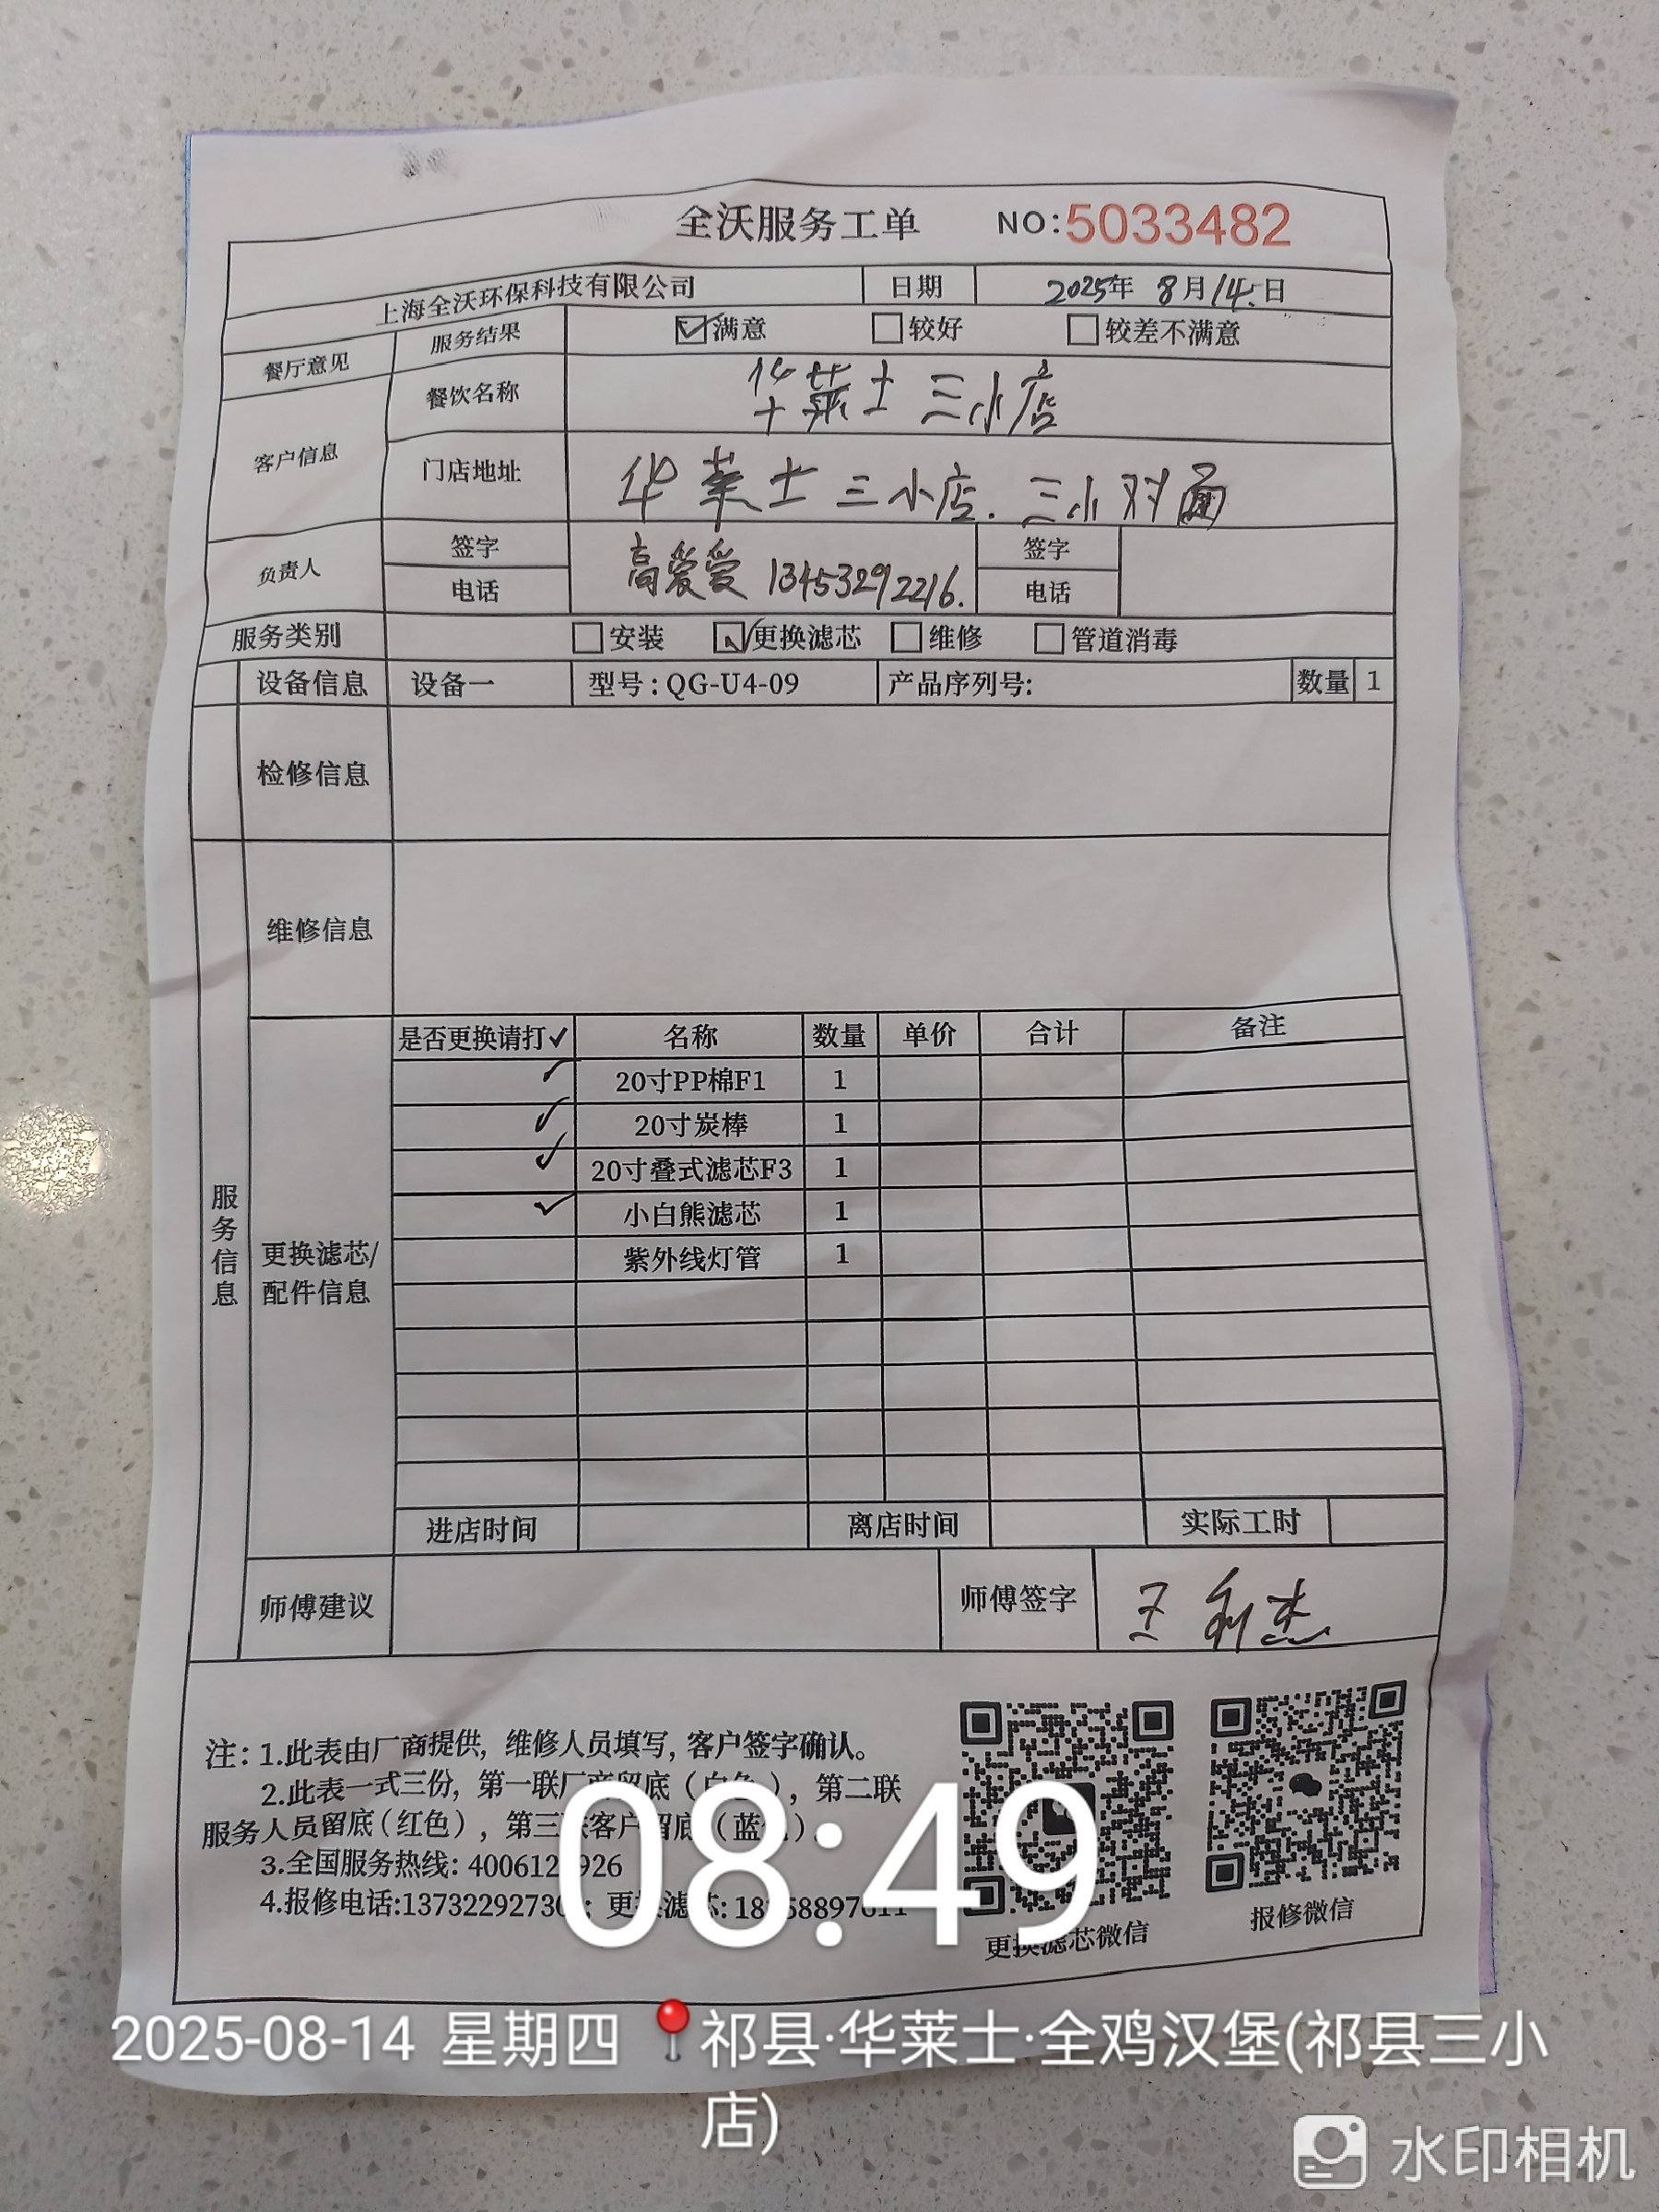 全沃服务工单 NO:5033482
上海全沃环保科技有限公司 日期 2025年 8月14日
餐厅意见 服务结果 ☑满意 □较好 □较差不满意
客户信息 餐饮名称 华莱士三小店
门店地址 华莱士三小店. 三小对面
负责人 签字 高爱爱 签字
电话 13453292216. 电话
服务类别 □安装 ☑更换滤芯 □维修 □管道消毒
设备信息 设备一 型号:QG-U4-09 产品序列号: 数量 1
检修信息
维修信息
服务信息
更换滤芯/
配件信息
是否更换请打✓ 名称 数量 单价 合计 备注
✓ 20寸PP棉F1 1
✓ 20寸炭棒 1
✓ 20寸叠式滤芯F3 1
✓ 小白熊滤芯 1
紫外线灯管 1
进店时间 离店时间 实际工时
师傅建议 师傅签字 王利杰
注: 1.此表由厂商提供, 维修人员填写, 客户签字确认。
2.此表一式三份, 第一联厂商留底(白色), 第二联
服务人员留底(红色), 第三联客户留底(蓝色)
3.全国服务热线:
4.报修电话: 更换滤芯:
更换滤芯微信 报修微信
08:49
2025-08-14 星期四 祁县·华莱士·全鸡汉堡(祁县三小
店)
水印相机